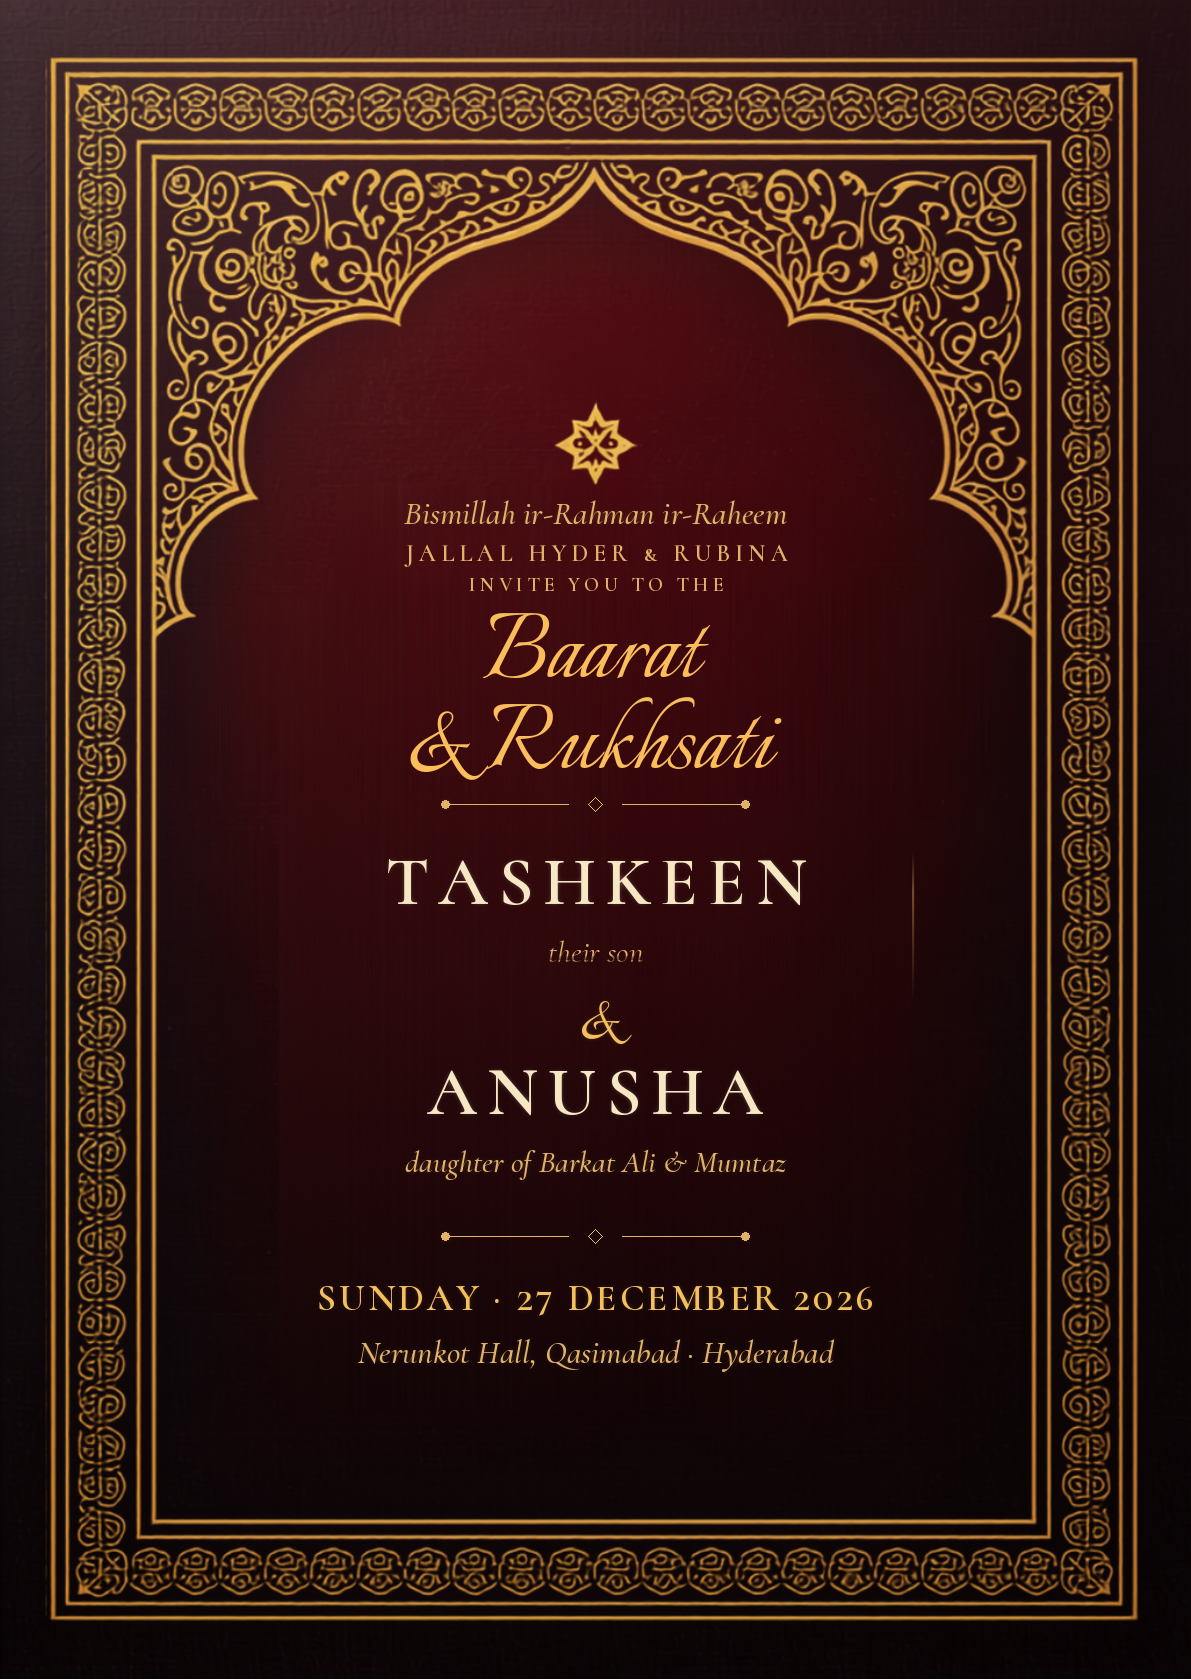 Bismillah ir-Rahman ir-Raheem
JALLAL HYDER & RUBINA
INVITE YOU TO THE
Baarat
& Rukhsati
TASHKEEN
their son
&
ANUSHA
daughter of Barkat Ali & Mumtaz
SUNDAY · 27 DECEMBER 2026
Nerunkot Hall, Qasimabad · Hyderabad